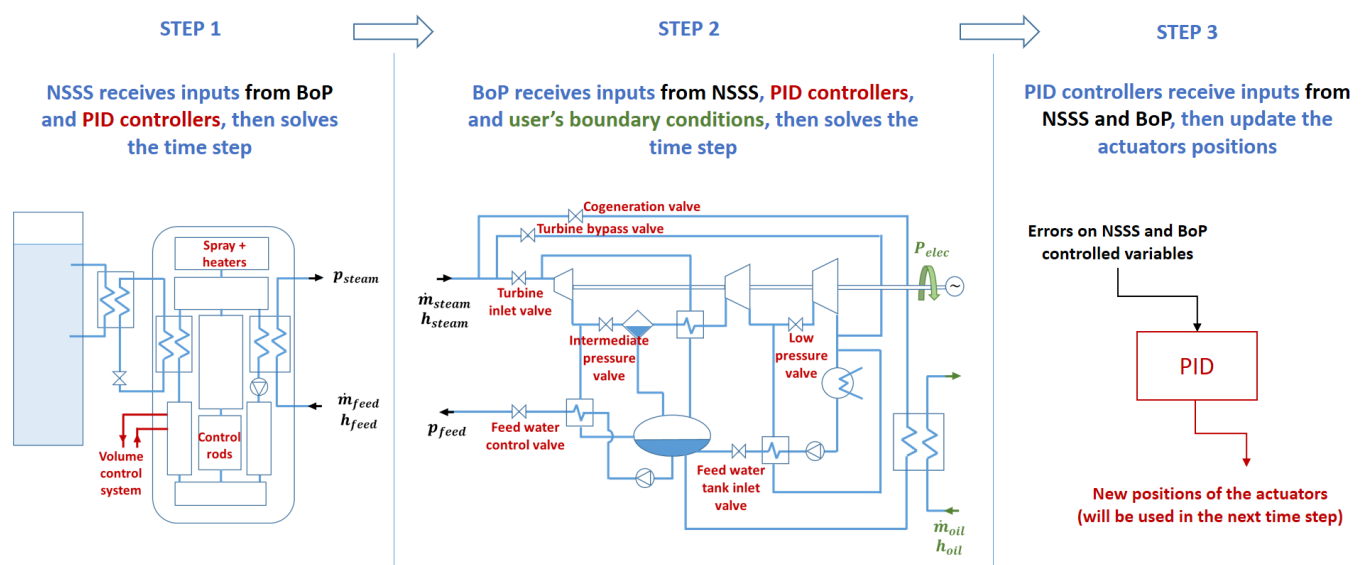 STEP 1
NSSS receives inputs from BoP
and PID controllers, then solves
the time step
Spray +
heaters
p_steam
ṁ_feed
h_feed
Control
rods
Volume
control
system
STEP 2
BoP receives inputs from NSSS, PID controllers,
and user's boundary conditions, then solves the
time step
Cogeneration valve
Turbine bypass valve
P_elec
~
ṁ_steam
h_steam
Turbine
inlet valve
Intermediate
pressure
valve
Low
pressure
valve
p_feed
Feed water
control valve
Feed water
tank inlet
valve
ṁ_oil
h_oil
STEP 3
PID controllers receive inputs from
NSSS and BoP, then update the
actuators positions
Errors on NSSS and BoP
controlled variables
PID
New positions of the actuators
(will be used in the next time step)